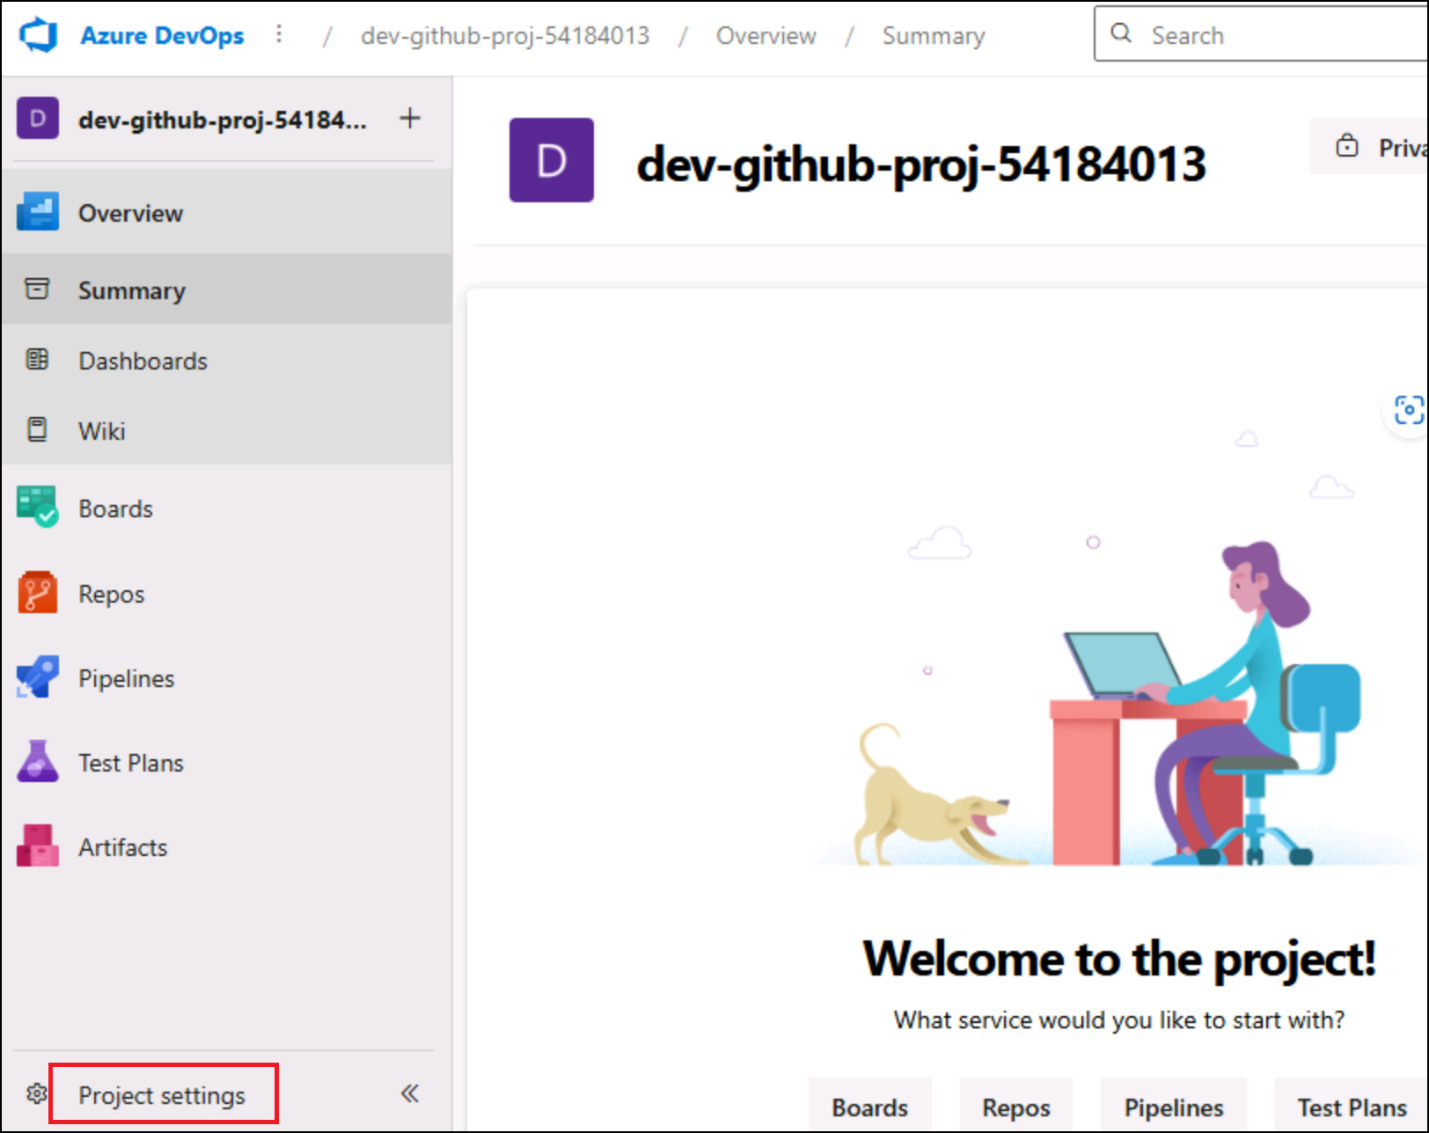 Azure DevOps / dev-github-proj-54184013 / Overview / Summary
Search
D dev-github-proj-54184... +
D dev-github-proj-54184013
Priva
Overview
Summary
Dashboards
Wiki
Boards
Repos
Pipelines
Test Plans
Artifacts
Project settings
Welcome to the project!
What service would you like to start with?
Boards Repos Pipelines Test Plans